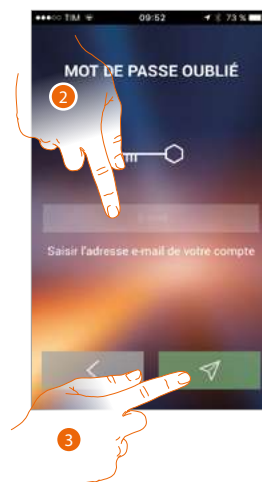 TIM 09:52 73 %
MOT DE PASSE OUBLIÉ
2
Saisir l'adresse e-mail de votre compte
3